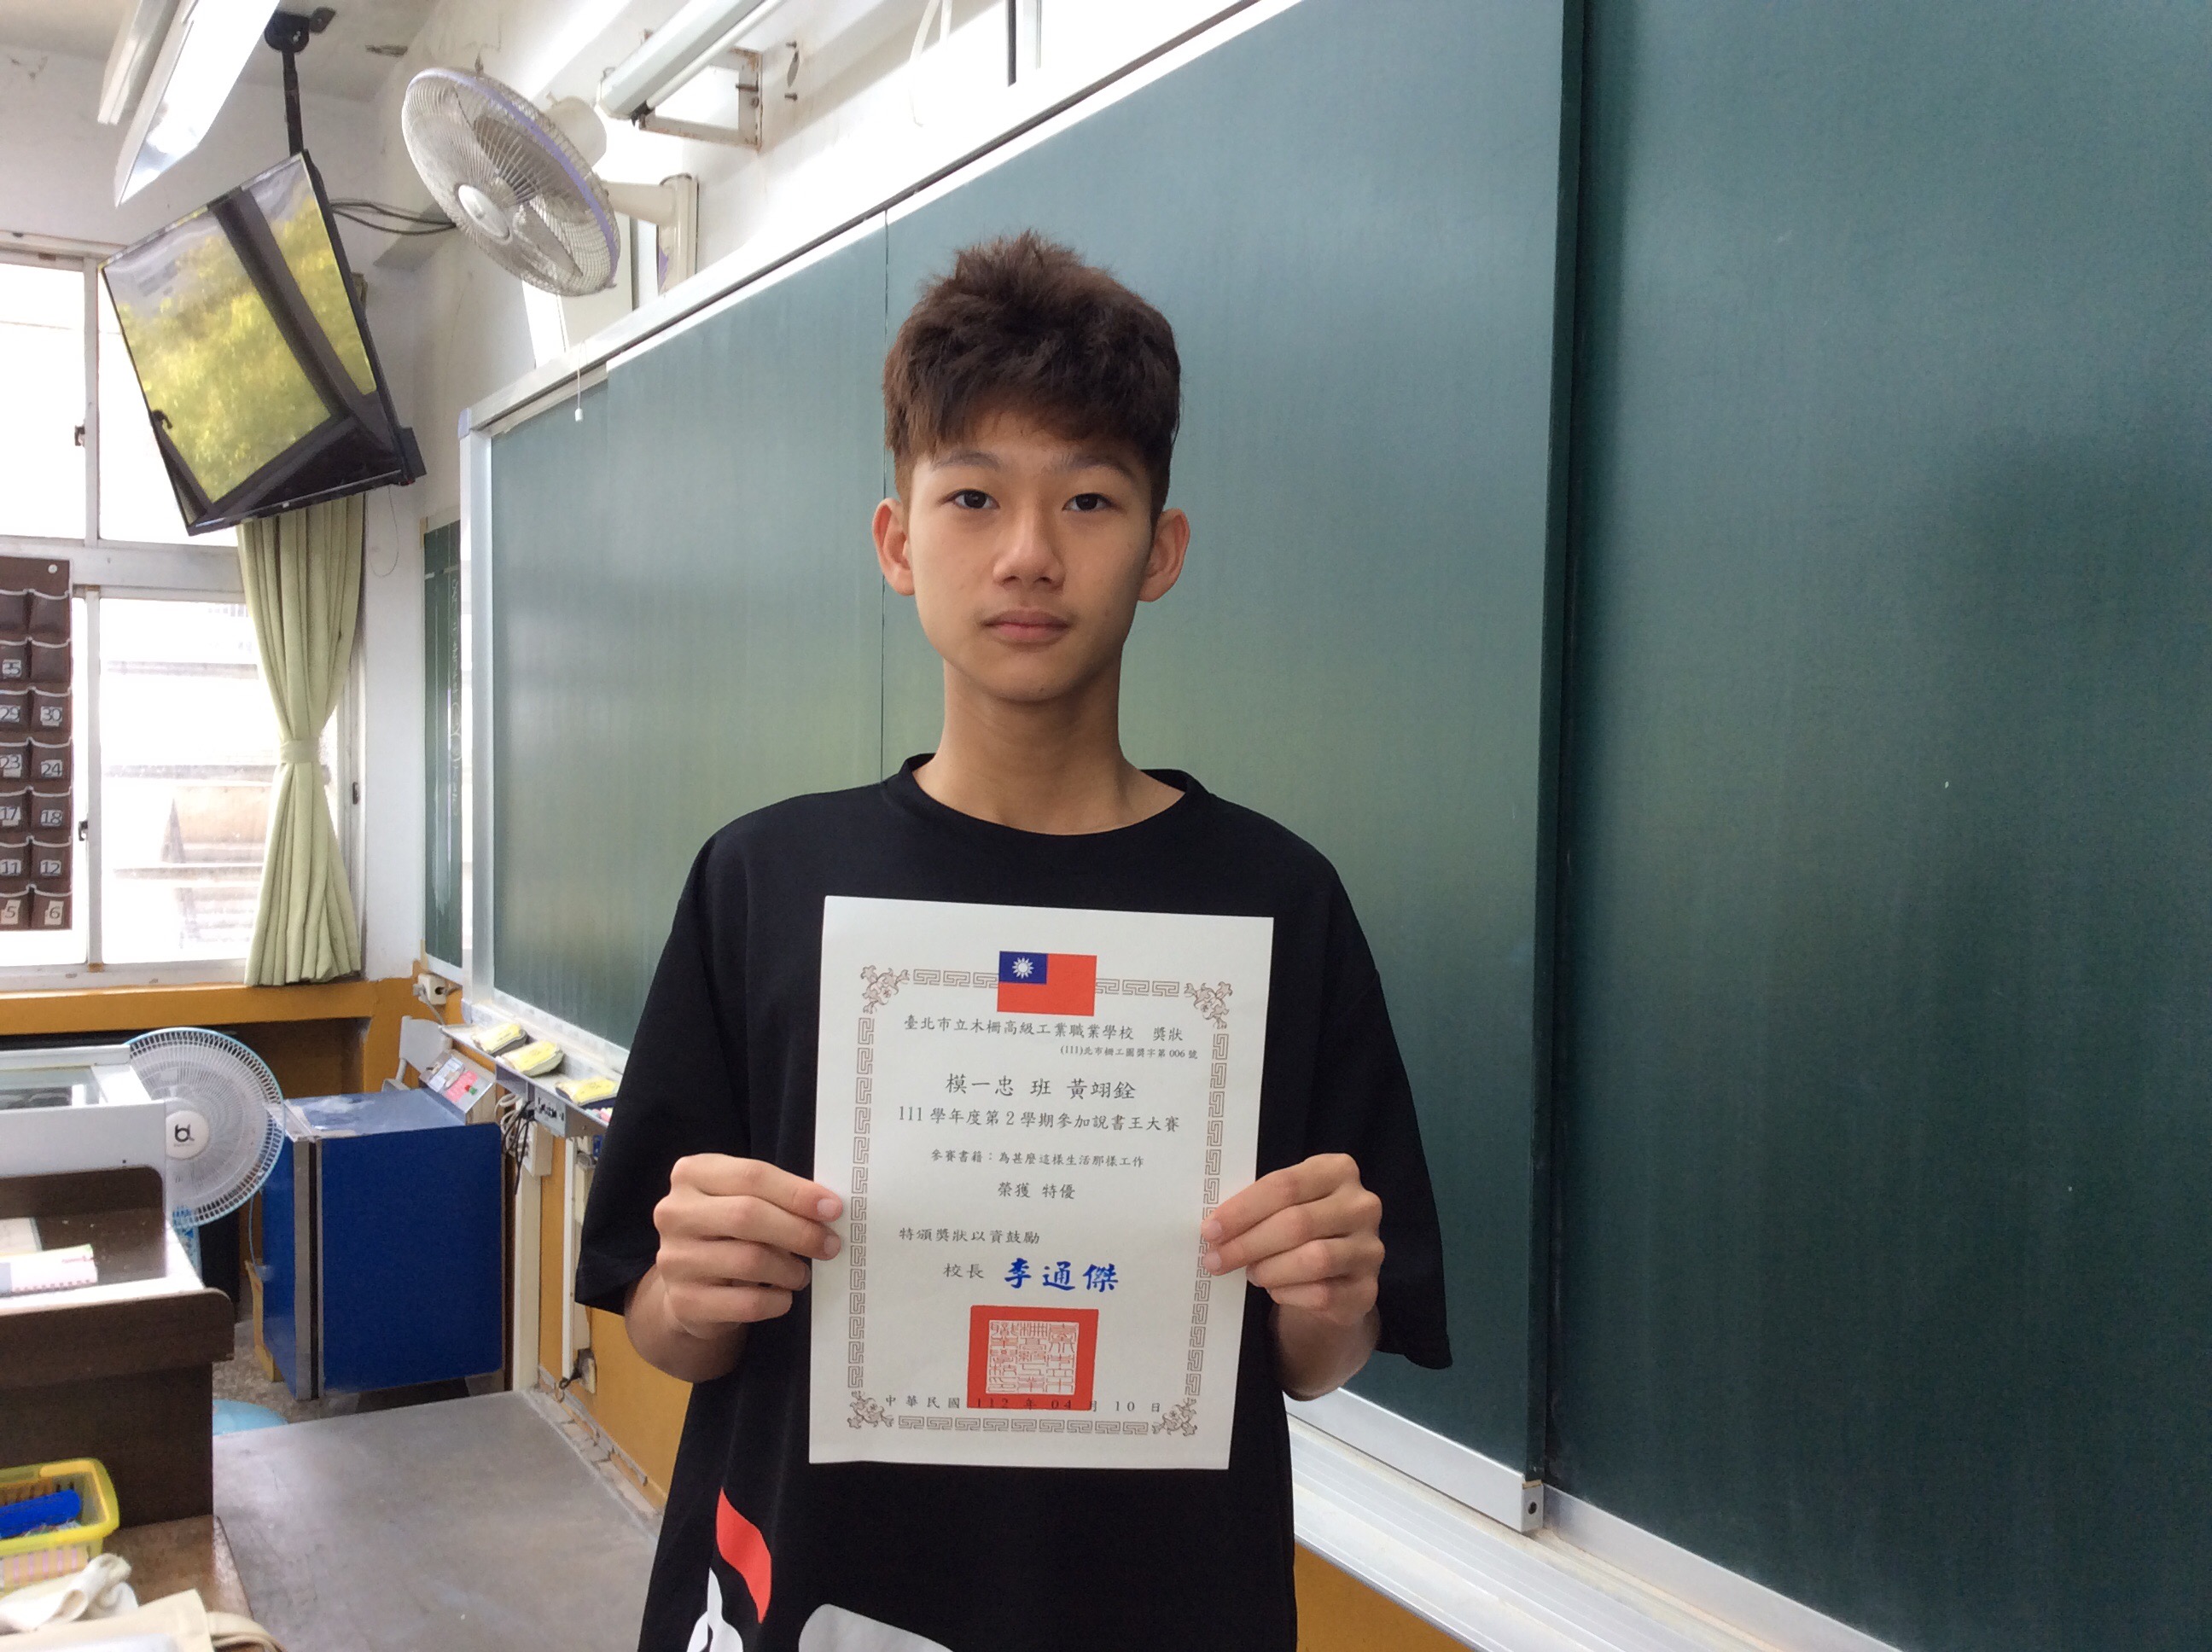 臺北市立木柵高級工業職業學校 獎狀
(111)北市柵工圖獎字第006號
模一忠 班 黃翊銓
111學年度第2學期參加說書王大賽
參賽書籍：為甚麼這樣生活那樣工作
榮獲 特優
特頒獎狀以資鼓勵
校長 李通傑
中華民國 112 年 04 月 10 日
29 30
23 24
17 18
11 12
5 6